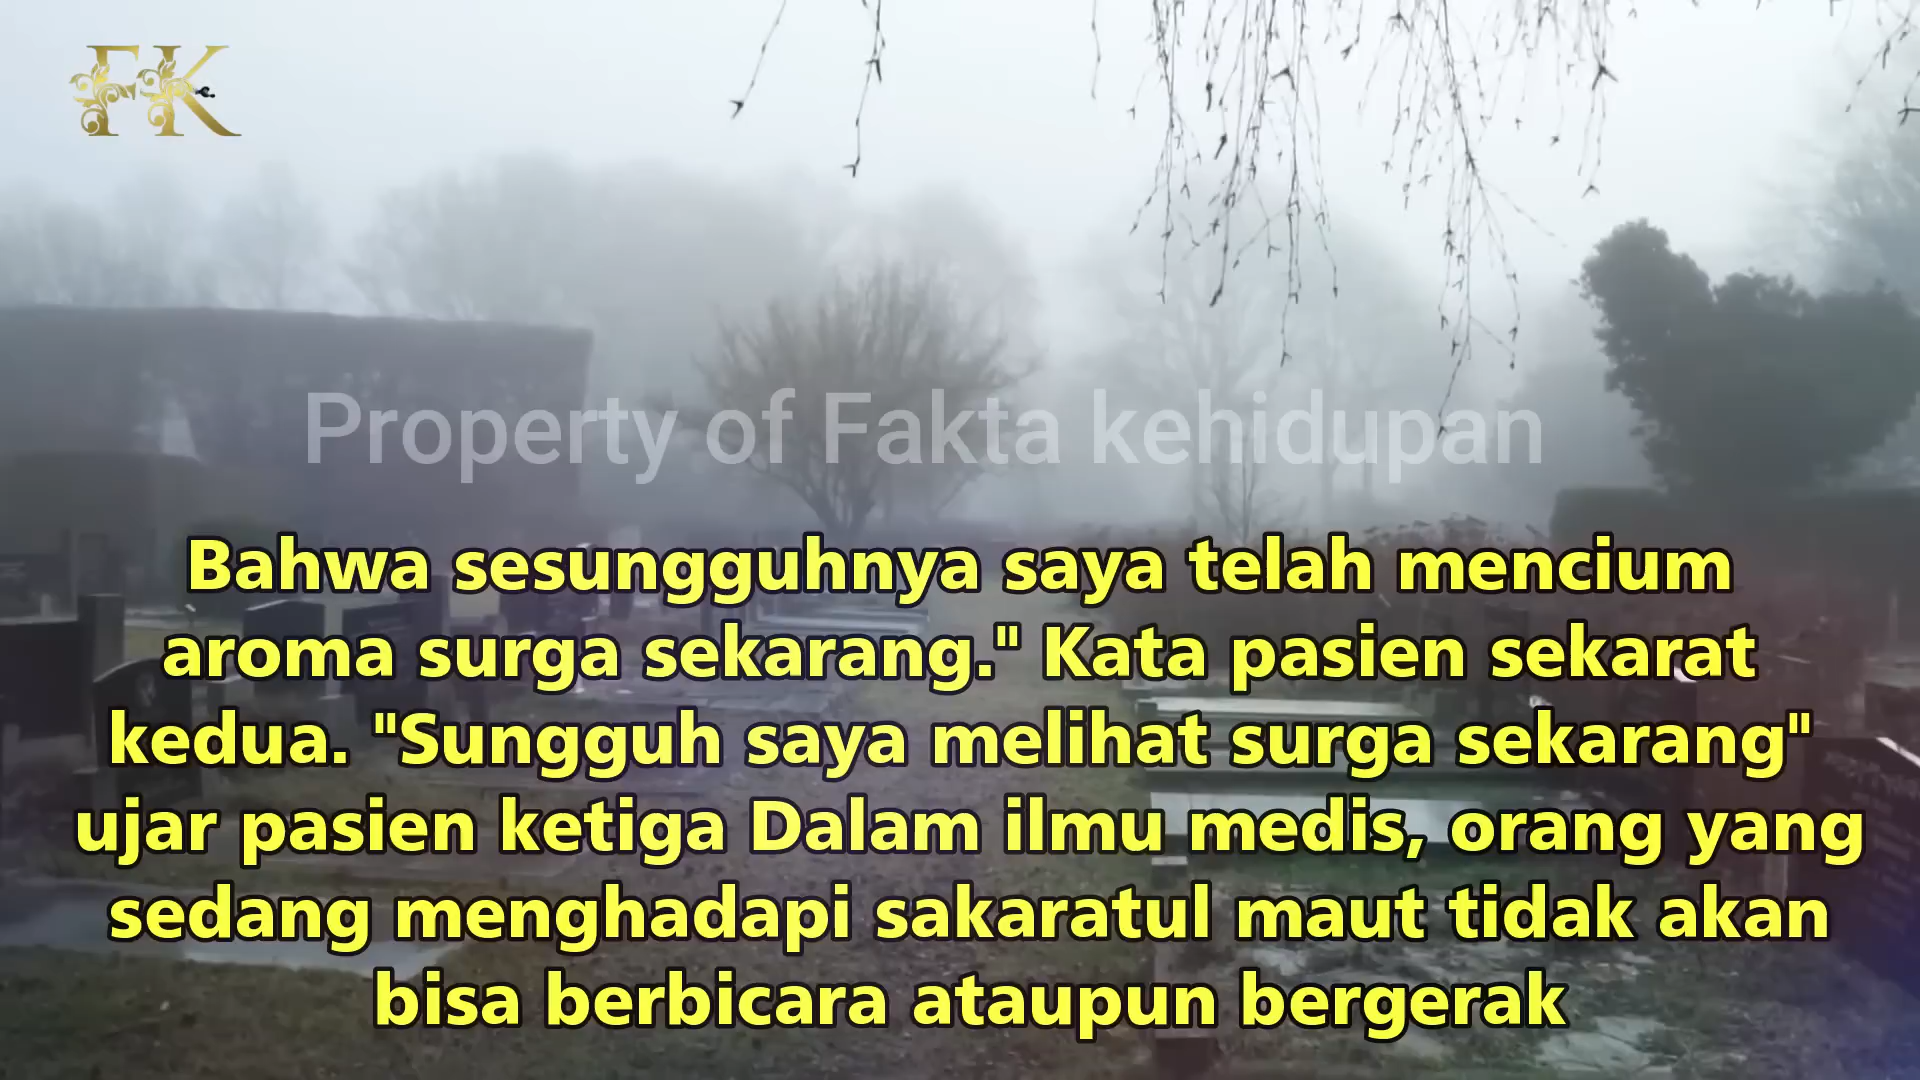 FK
Property of Fakta kehidupan
Bahwa sesungguhnya saya telah mencium
aroma surga sekarang." Kata pasien sekarat
kedua. "Sungguh saya melihat surga sekarang"
ujar pasien ketiga Dalam ilmu medis, orang yang
sedang menghadapi sakaratul maut tidak akan
bisa berbicara ataupun bergerak